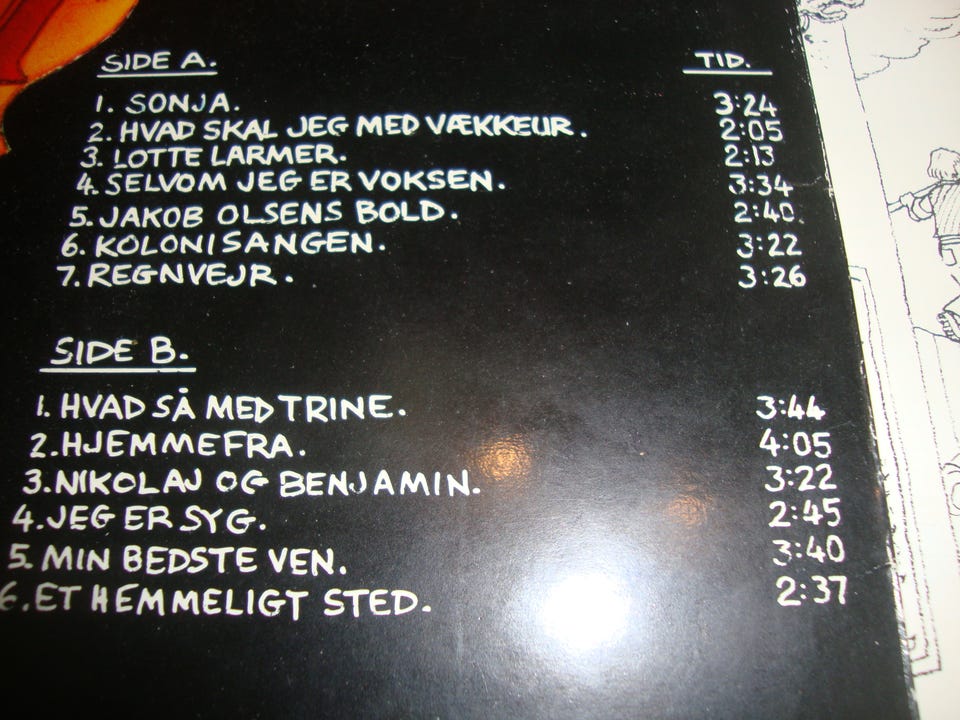 SIDE A. TID.
1. SONJA. 3:24
2. HVAD SKAL JEG MED VÆKKEUR. 2:05
3. LOTTE LARMER. 2:13
4. SELVOM JEG ER VOKSEN. 3:34
5. JAKOB OLSENS BOLD. 2:40.
6. KOLONISANGEN. 3:22
7. REGNVEJR. 3:26
SIDE B.
1. HVAD SÅ MED TRINE. 3:44
2. HJEMMEFRA. 4:05
3. NIKOLAJ OG BENJAMIN. 3:22
4. JEG ER SYG. 2:45
5. MIN BEDSTE VEN. 3:40
6. ET HEMMELIGT STED. 2:37